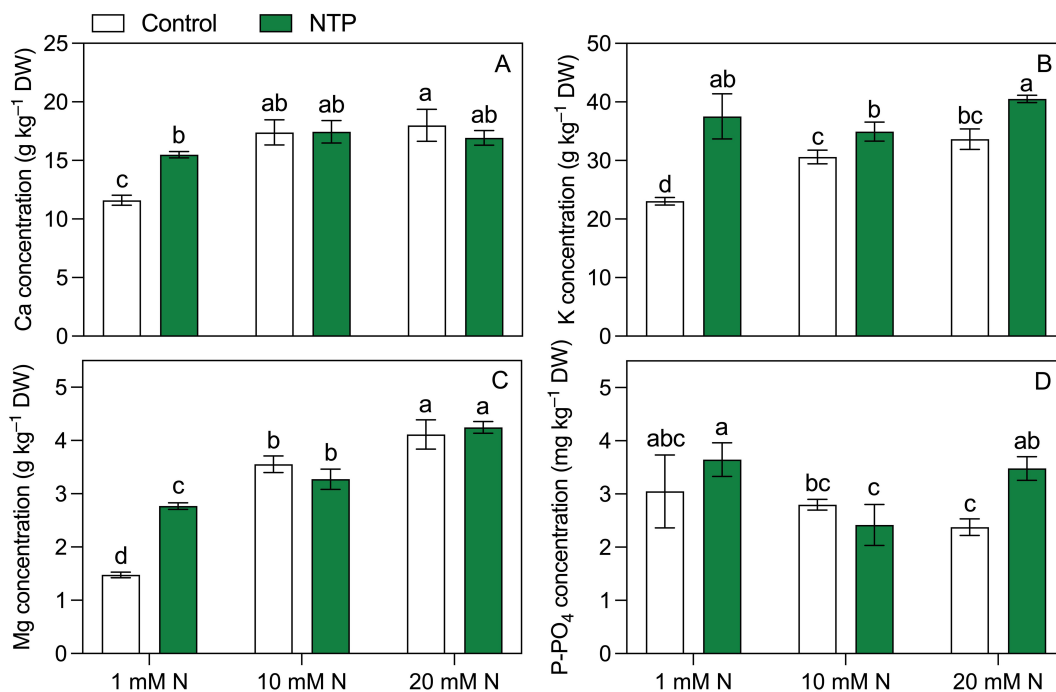 Control NTP
A
Ca concentration (g kg⁻¹ DW)
25
20
15
10
5
0
c b ab ab a ab
B
K concentration (g kg⁻¹ DW)
50
40
30
20
10
0
d ab c b bc a
C
Mg concentration (g kg⁻¹ DW)
5
4
3
2
1
0
d c b b a a
1 mM N 10 mM N 20 mM N
D
P-PO₄ concentration (mg kg⁻¹ DW)
5
4
3
2
1
0
abc a bc c c ab
1 mM N 10 mM N 20 mM N